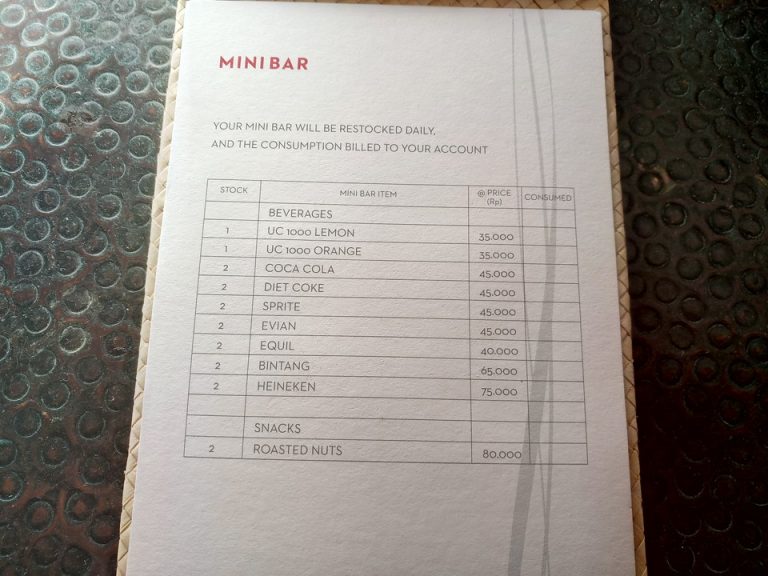 MINIBAR
YOUR MINI BAR WILL BE RESTOCKED DAILY,
AND THE CONSUMPTION BILLED TO YOUR ACCOUNT
STOCK MINI BAR ITEM @ PRICE (Rp) CONSUMED
BEVERAGES
1 UC 1000 LEMON 35.000
1 UC 1000 ORANGE 35.000
2 COCA COLA 45.000
2 DIET COKE 45.000
2 SPRITE 45.000
2 EVIAN 45.000
2 EQUIL 40.000
2 BINTANG 65.000
2 HEINEKEN 75.000
SNACKS
2 ROASTED NUTS 80.000